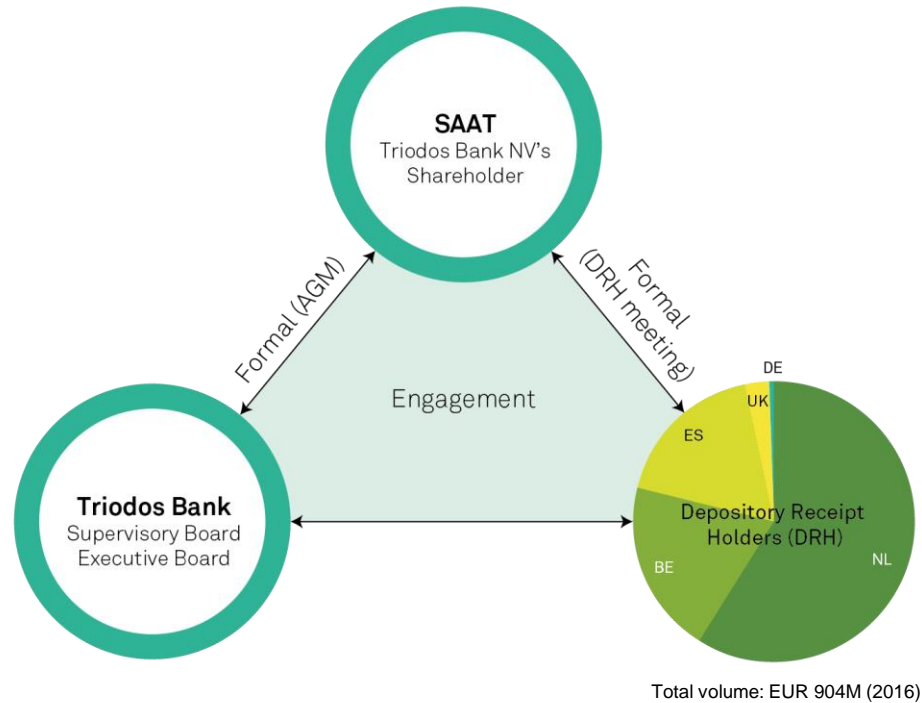 SAAT
Triodos Bank NV's
Shareholder
Formal (AGM)
Formal
(DRH meeting)
Engagement
Triodos Bank
Supervisory Board
Executive Board
DE
UK
ES
Depository Receipt
Holders (DRH)
NL
BE
Total volume: EUR 904M (2016)